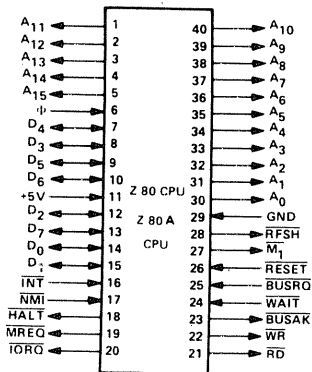 A11 1 40 A10
A12 2 39 A9
A13 3 38 A8
A14 4 37 A7
A15 5 36 A6
Φ 6 35 A5
D4 7 34 A4
D3 8 33 A3
D5 9 32 A2
D6 10 31 A1
+5V 11 Z 80 CPU 30 A0
D2 12 29 GND
D7 13 Z 80 A 28 RFSH
D0 14 CPU 27 M1
D1 15 26 RESET
INT 16 25 BUSRQ
NMI 17 24 WAIT
HALT 18 23 BUSAK
MREQ 19 22 WR
IORQ 20 21 RD